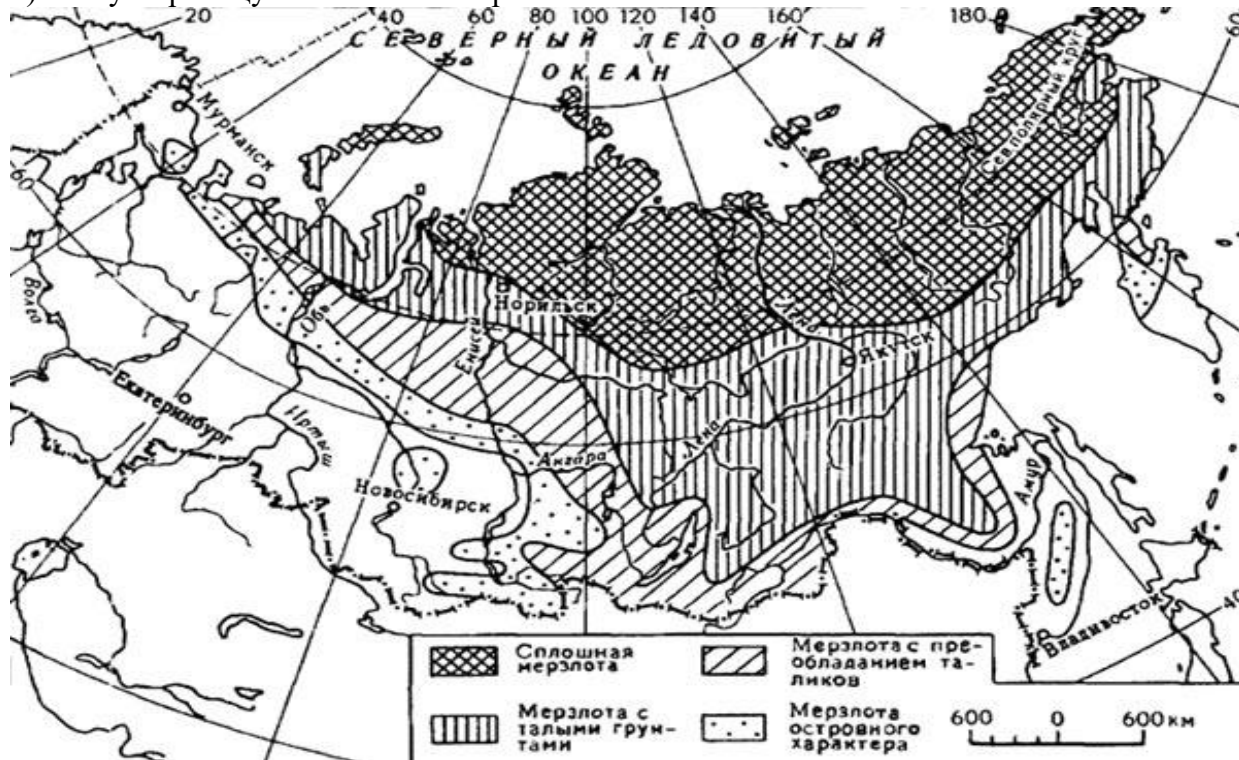 20 40 60 80 100 120 140 160 180 60
СЕВЕРНЫЙ ЛЕДОВИТЫЙ
ОКЕАН
Мурманск
Сев. полярный круг
60
Волга
Обь
Енисей
Норильск
Лена
Якутск
Екатеринбург
Иртыш
Новосибирск
Ангара
Лена
Амур
Владивосток
40
Сплошная
мерзлота
Мерзлота с
талыми грун-
тами
Мерзлота с пре-
обладанием та-
ликов
Мерзлота
островного
характера
600 0 600 км